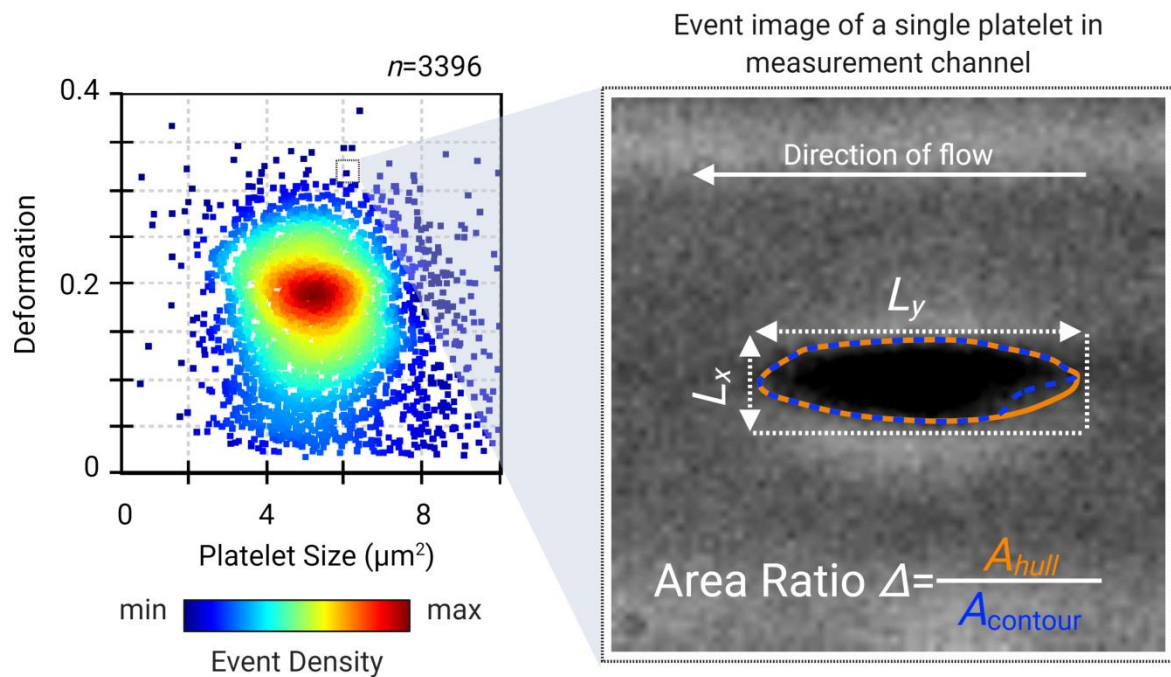 n=3396
0.4
0.2
0
Deformation
0
4
8
Platelet Size (μm²)
min
max
Event Density
Event image of a single platelet in
measurement channel
Direction of flow
Ly
Lx
Area Ratio Δ=
Ahull
Acontour